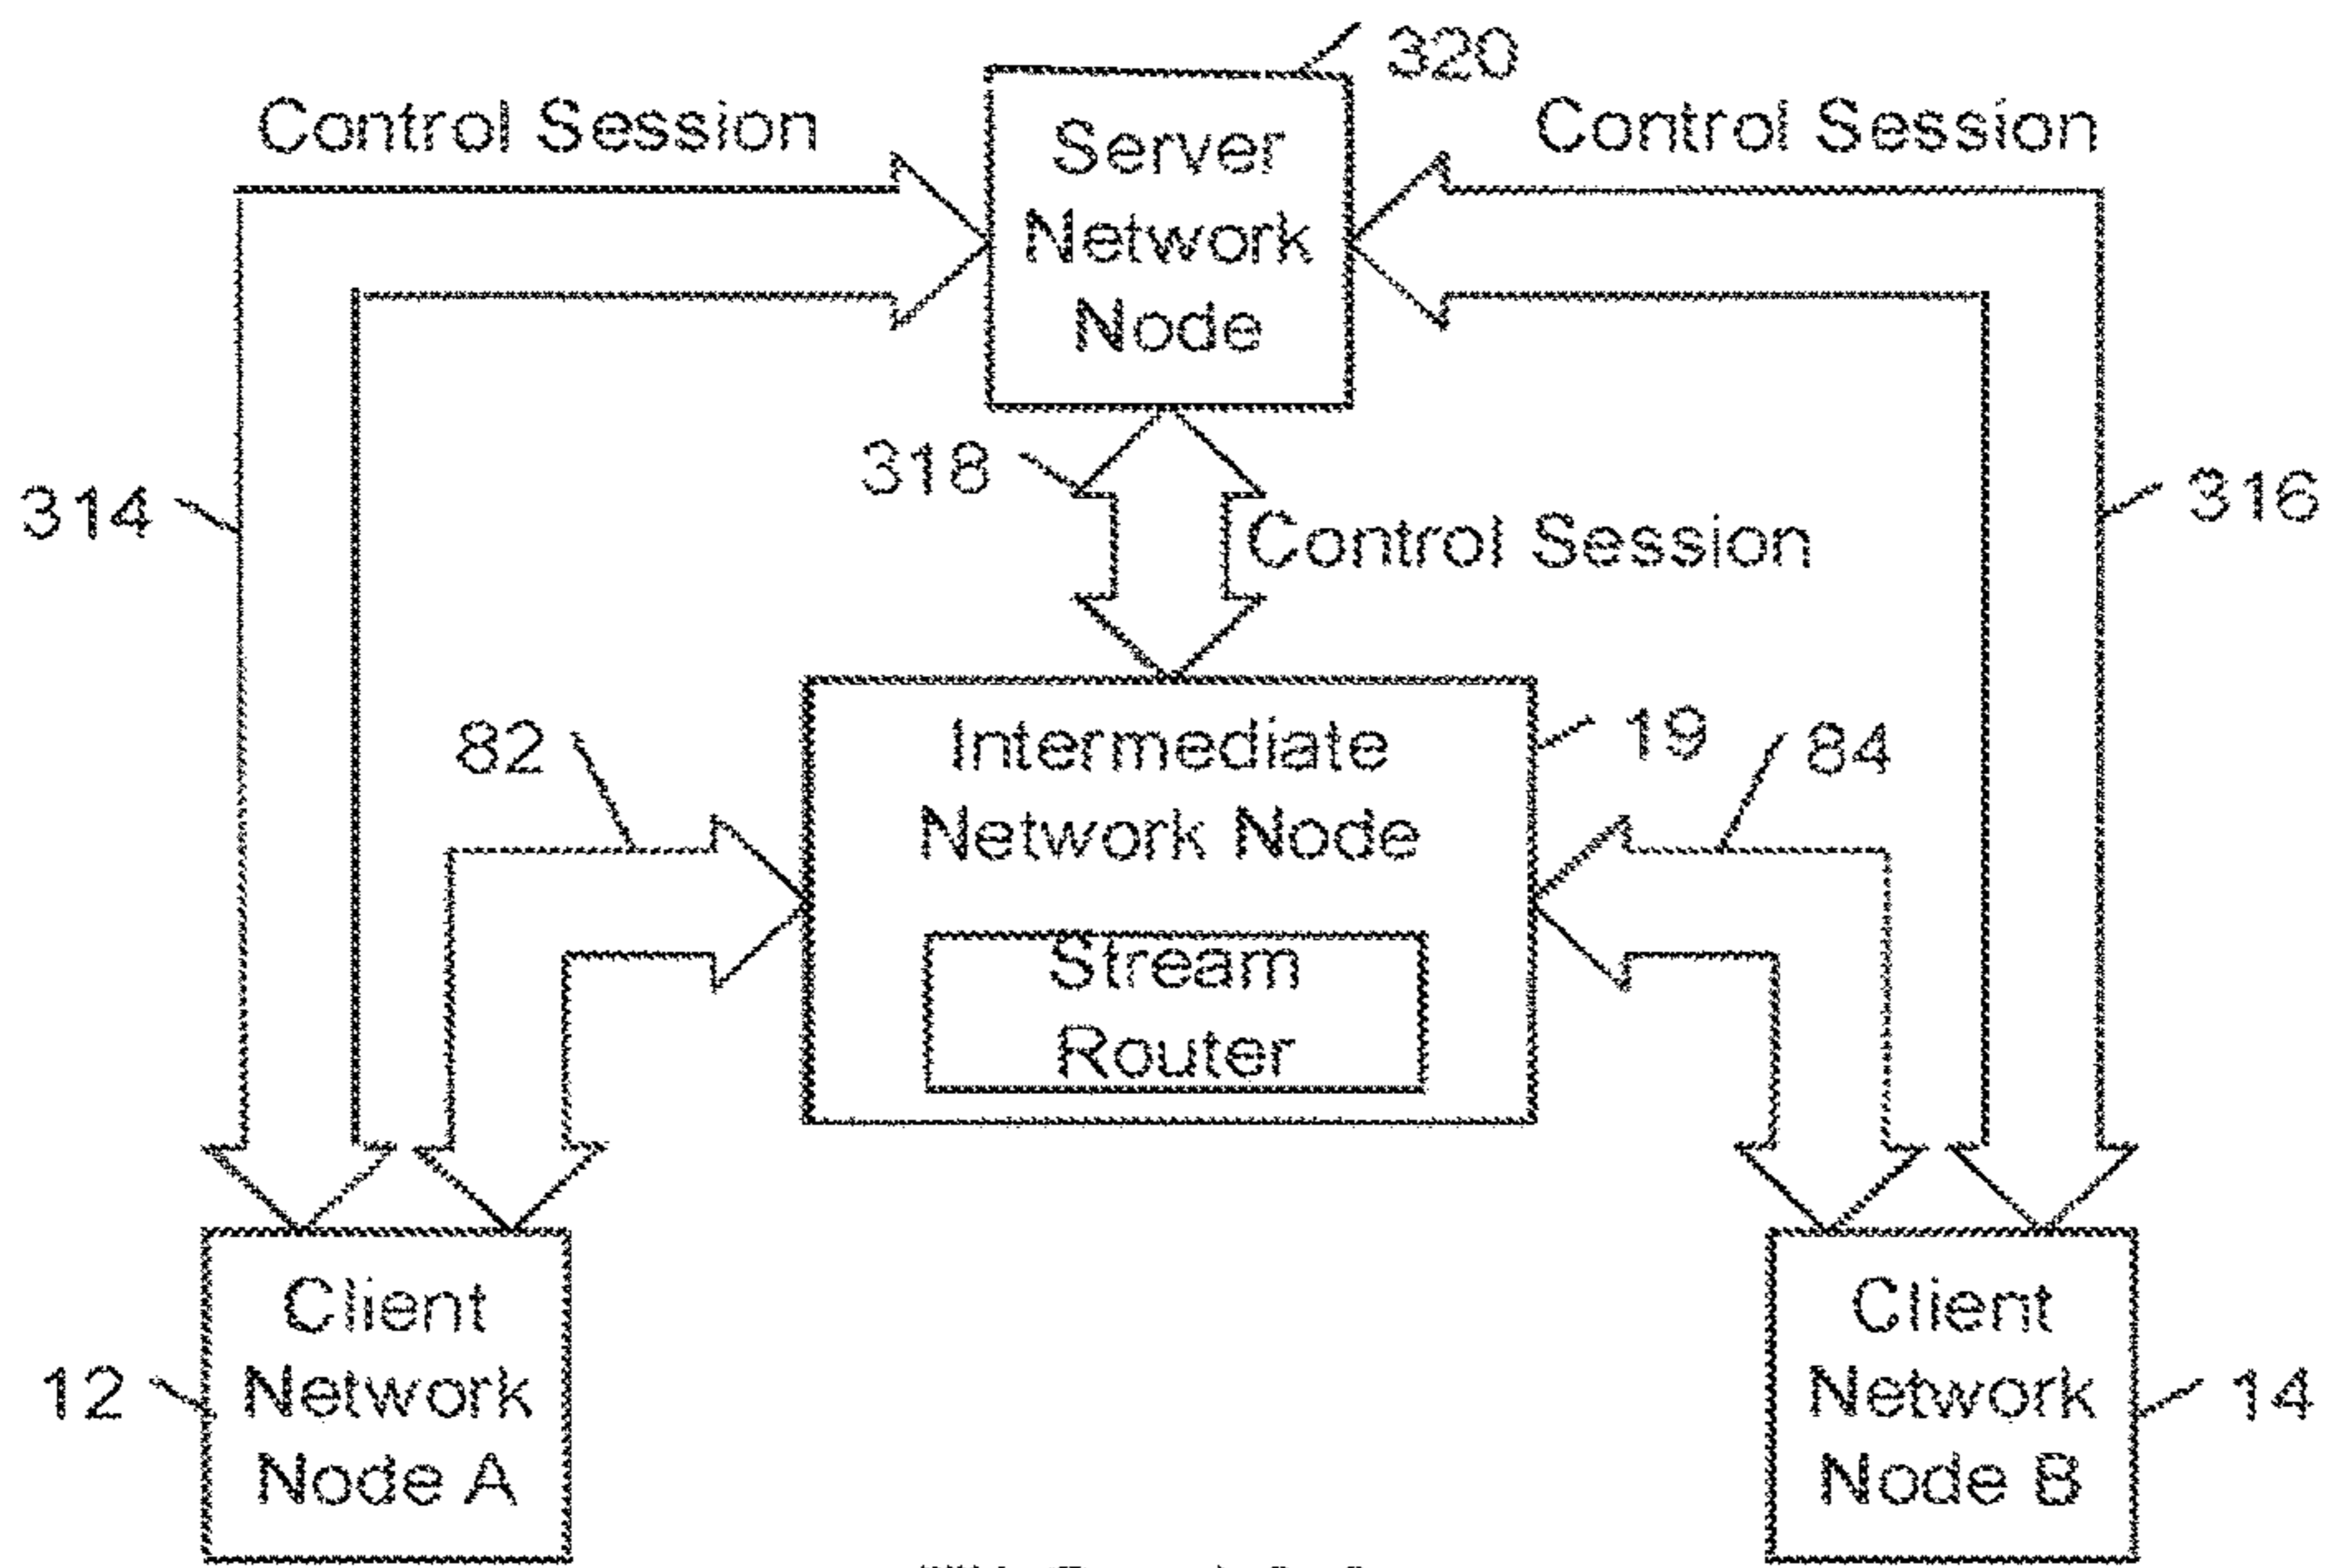 320
Control Session
Control Session
Server
Network
Node
318
314
316
Control Session
82
Intermediate
Network Node
19
84
Stream
Router
12
Client
Network
Node A
Client
Network
Node B
14